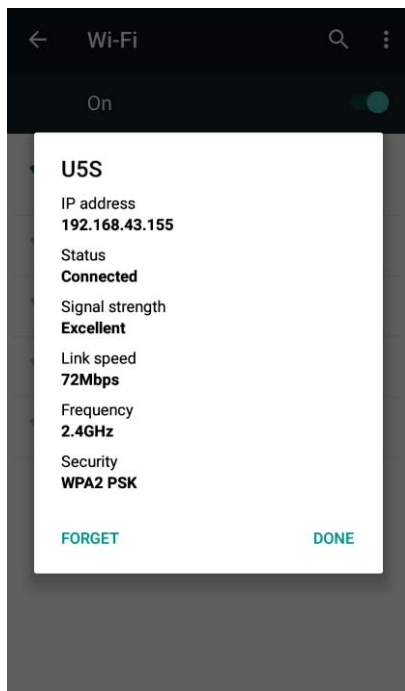 Wi-Fi
On
U5S
IP address
192.168.43.155
Status
Connected
Signal strength
Excellent
Link speed
72Mbps
Frequency
2.4GHz
Security
WPA2 PSK
FORGET DONE